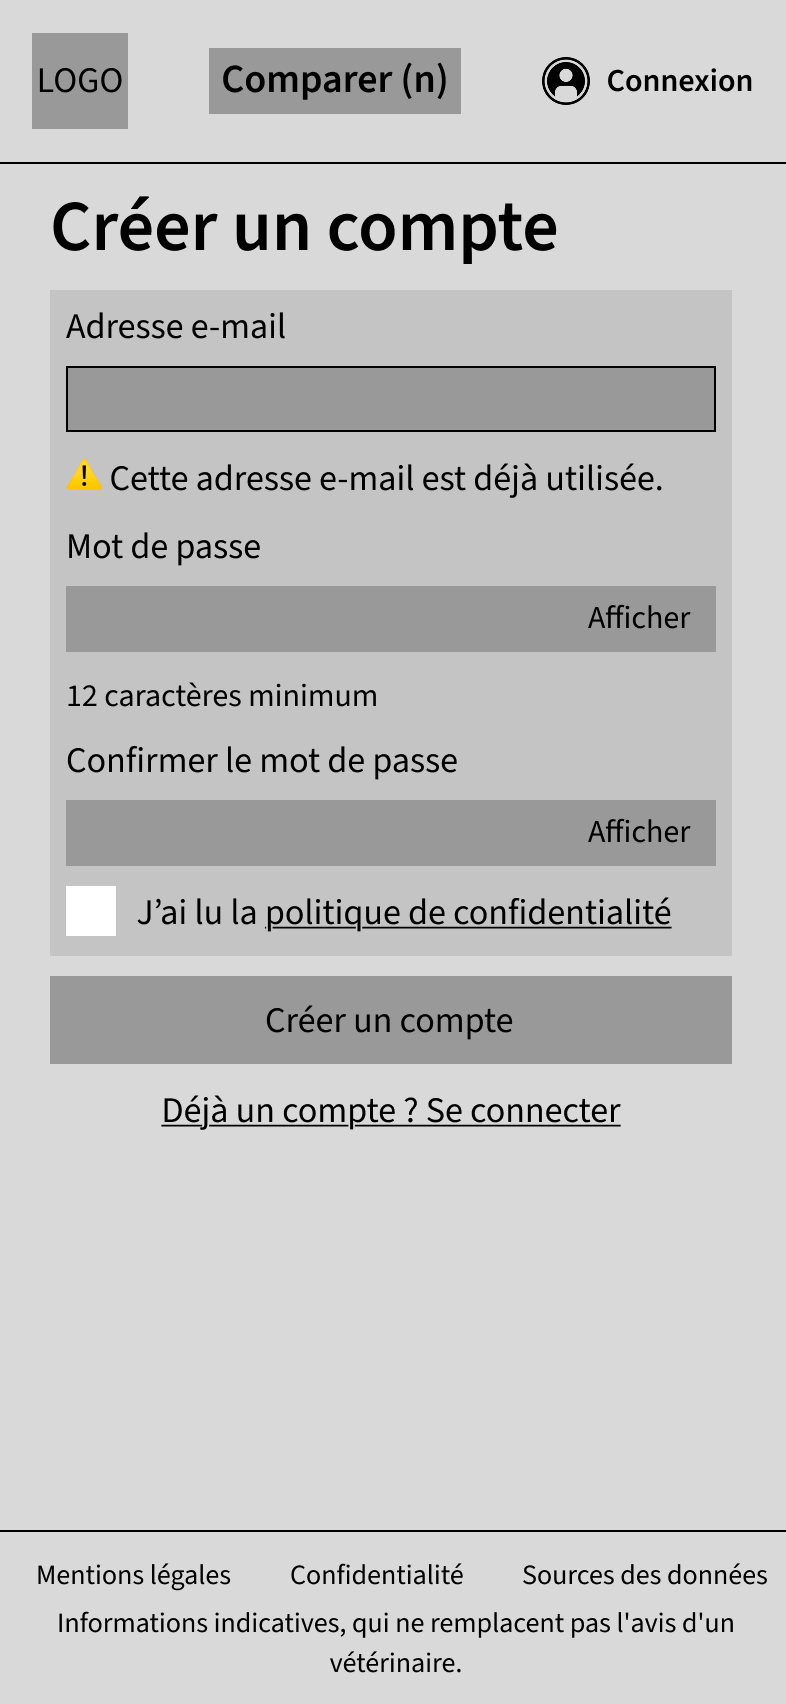 LOGO
Comparer (n)
Connexion
Créer un compte
Adresse e-mail
Cette adresse e-mail est déjà utilisée.
Mot de passe
Afficher
12 caractères minimum
Confirmer le mot de passe
Afficher
J’ai lu la politique de confidentialité
Créer un compte
Déjà un compte ? Se connecter
Mentions légales
Confidentialité
Sources des données
Informations indicatives, qui ne remplacent pas l'avis d'un
vétérinaire.